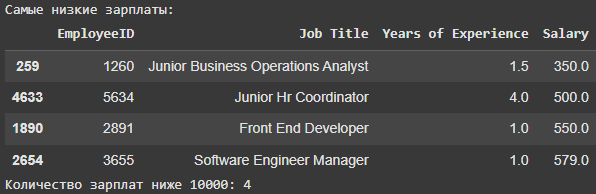 Самые низкие зарплаты:
EmployeeID Job Title Years of Experience Salary
259 1260 Junior Business Operations Analyst 1.5 350.0
4633 5634 Junior Hr Coordinator 4.0 500.0
1890 2891 Front End Developer 1.0 550.0
2654 3655 Software Engineer Manager 1.0 579.0
Количество зарплат ниже 10000: 4